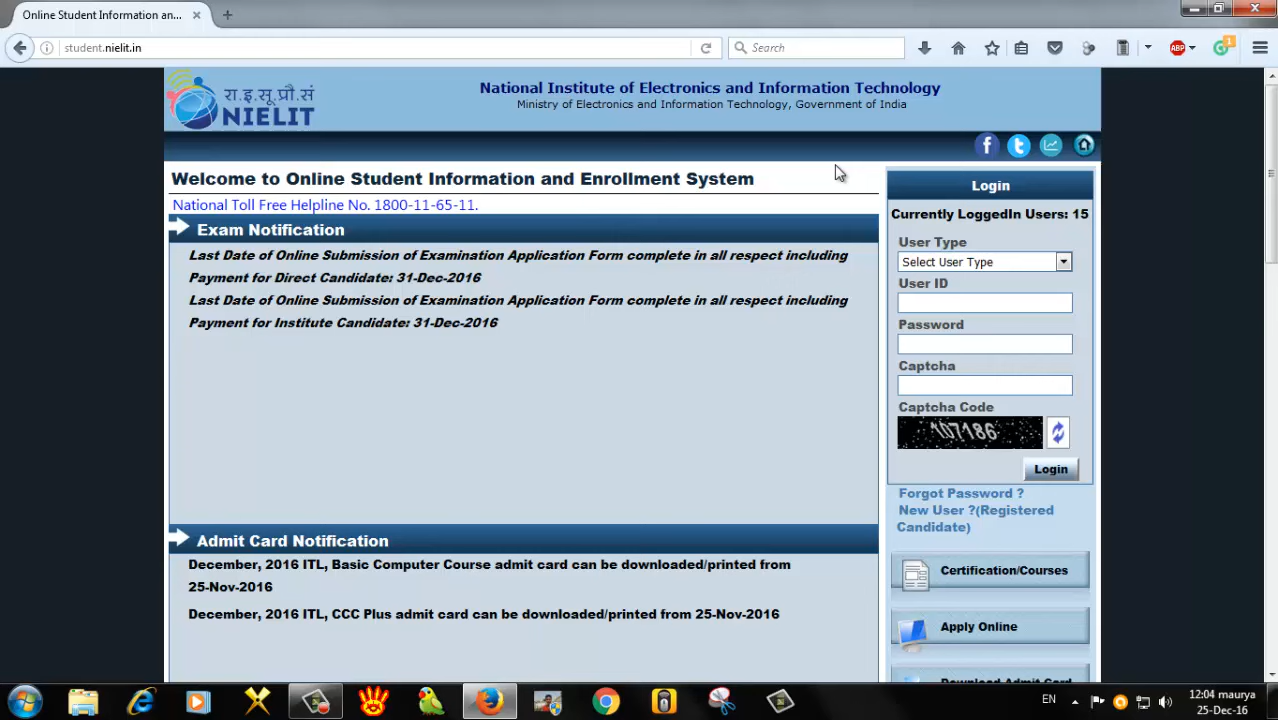 Online Student Information an...
student.nielit.in
Search
ABP
1
रा.इ.सू.प्रौ.सं
NIELIT
National Institute of Electronics and Information Technology
Ministry of Electronics and Information Technology, Government of India
Welcome to Online Student Information and Enrollment System
National Toll Free Helpline No. 1800-11-65-11.
Exam Notification
Last Date of Online Submission of Examination Application Form complete in all respect including
Payment for Direct Candidate: 31-Dec-2016
Last Date of Online Submission of Examination Application Form complete in all respect including
Payment for Institute Candidate: 31-Dec-2016
Admit Card Notification
December, 2016 ITL, Basic Computer Course admit card can be downloaded/printed from
25-Nov-2016
December, 2016 ITL, CCC Plus admit card can be downloaded/printed from 25-Nov-2016
Login
Currently LoggedIn Users: 15
User Type
Select User Type
User ID
Password
Captcha
Captcha Code
107186
Login
Forgot Password ?
New User ?(Registered
Candidate)
Certification/Courses
Apply Online
Download Admit Card
EN
12:04 maurya
25-Dec-16